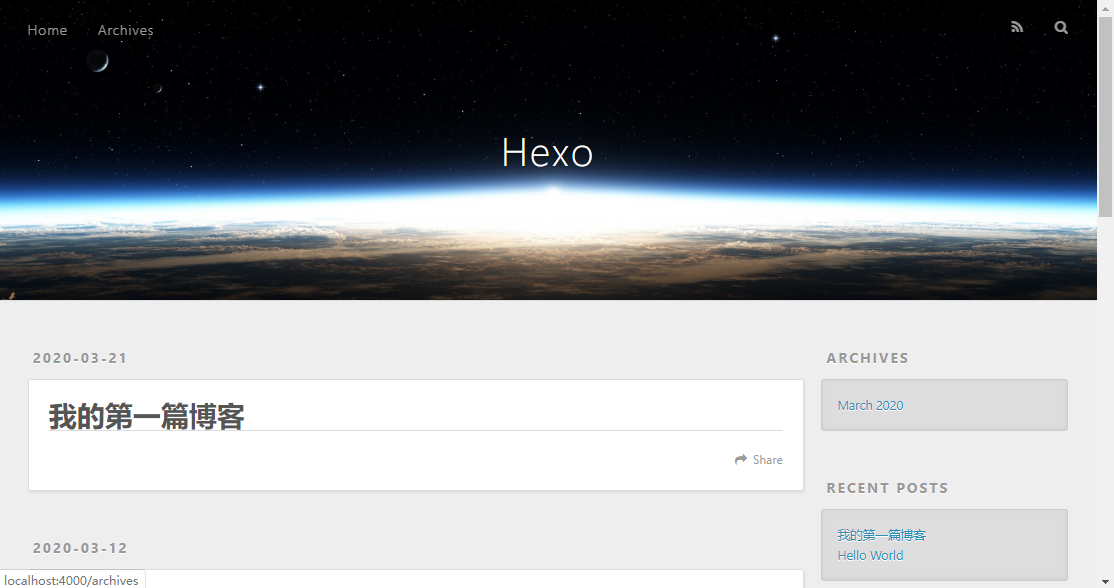 Home Archives
Hexo
2020-03-21
我的第一篇博客
Share
2020-03-12
ARCHIVES
March 2020
RECENT POSTS
我的第一篇博客
Hello World
localhost:4000/archives